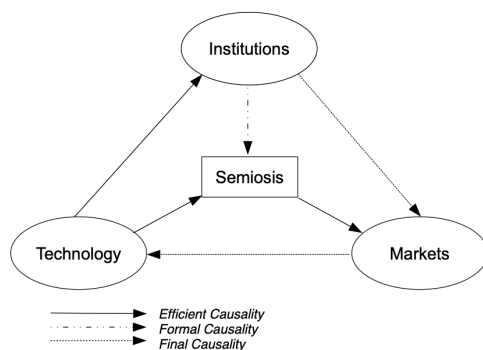 Institutions
Semiosis
Technology
Markets
Efficient Causality
Formal Causality
Final Causality